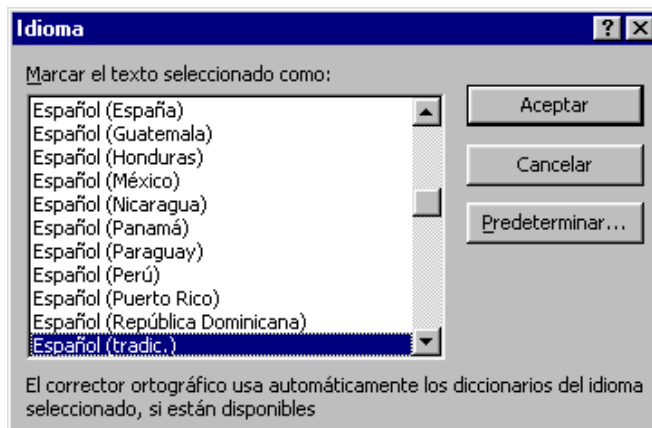 Idioma
Marcar el texto seleccionado como:
Español (España)
Español (Guatemala)
Español (Honduras)
Español (México)
Español (Nicaragua)
Español (Panamá)
Español (Paraguay)
Español (Perú)
Español (Puerto Rico)
Español (República Dominicana)
Español (tradic.)
Aceptar
Cancelar
Predeterminar...
El corrector ortográfico usa automáticamente los diccionarios del idioma
seleccionado, si están disponibles